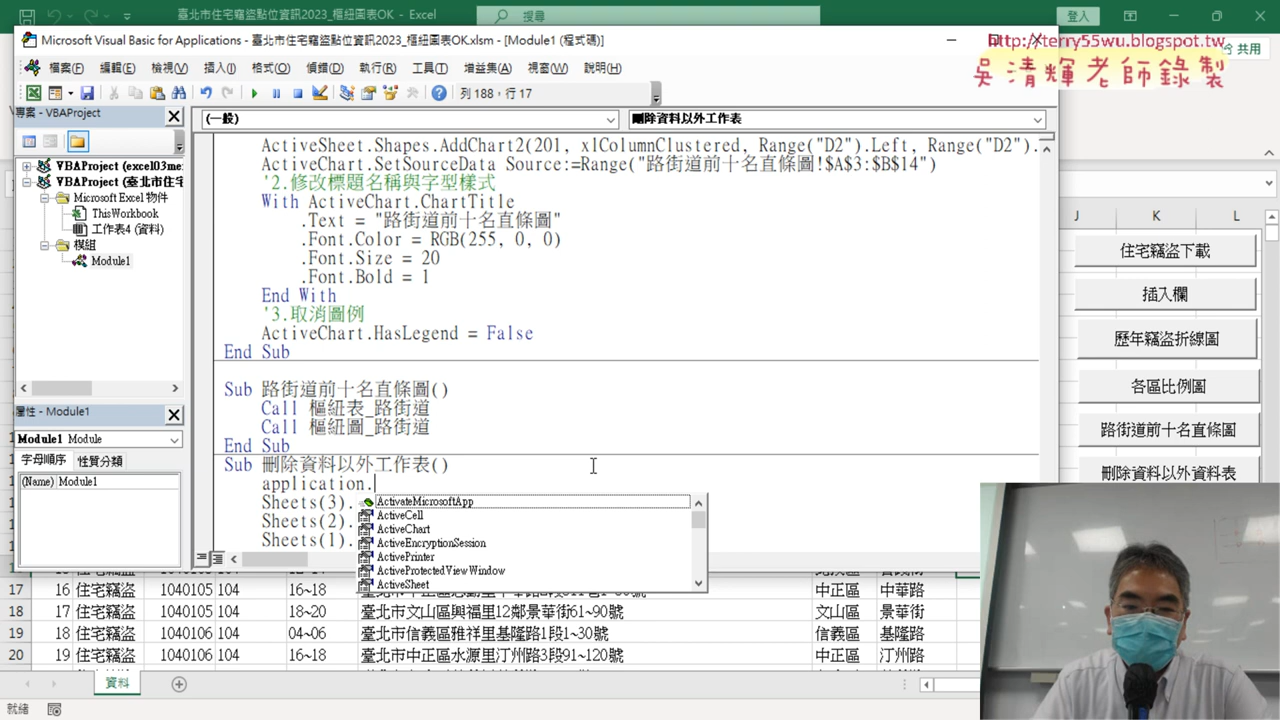 臺北市住宅竊盜點位資訊2023_樞紐圖表OK - Excel
搜尋
登入
Microsoft Visual Basic for Applications - 臺北市住宅竊盜點位資訊2023_樞紐圖表OK.xlsm - [Module1 (程式碼)]
http://terry55wu.blogspot.tw
共用
吳清輝老師錄製
檔案(F) 編輯(E) 檢視(V) 插入(I) 格式(O) 偵錯(D) 執行(R) 工具(T) 增益集(A) 視窗(W) 說明(H)
列 188，行 17
專案 - VBAProject
(一般)
刪除資料以外工作表
VBAProject (excel03me
VBAProject (臺北市住宅
Microsoft Excel 物件
ThisWorkbook
工作表4 (資料)
模組
Module1
屬性 - Module1
Module1 Module
字母順序 性質分類
(Name) Module1
ActiveSheet.Shapes.AddChart2(201, xlColumnClustered, Range("D2").Left, Range("D2").
ActiveChart.SetSourceData Source:=Range("路街道前十名直條圖!$A$3:$B$14")
'2.修改標題名稱與字型樣式
With ActiveChart.ChartTitle
.Text = "路街道前十名直條圖"
.Font.Color = RGB(255, 0, 0)
.Font.Size = 20
.Font.Bold = 1
End With
'3.取消圖例
ActiveChart.HasLegend = False
End Sub
Sub 路街道前十名直條圖()
Call 樞紐表_路街道
Call 樞紐圖_路街道
End Sub
Sub 刪除資料以外工作表()
application.
Sheets(3).
Sheets(2).
Sheets(1).
ActivateMicrosoftApp
ActiveCell
ActiveChart
ActiveEncryptionSession
ActivePrinter
ActiveProtectedViewWindow
ActiveSheet
J K L
住宅竊盜下載
插入欄
歷年竊盜折線圖
各區比例圖
路街道前十名直條圖
刪除資料以外資料表
17 16 住宅竊盜 1040105 104 16~18 中正區 中華路
18 17 住宅竊盜 1040105 104 18~20 臺北市文山區興福里12鄰景華街61~90號 文山區 景華街
19 18 住宅竊盜 1040106 104 04~06 臺北市信義區雅祥里基隆路1段1~30號 信義區 基隆路
20 19 住宅竊盜 1040106 104 16~18 臺北市中正區水源里汀州路3段91~120號 中正區 汀州路
資料
就緒